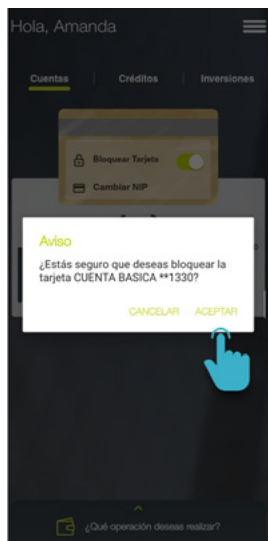 Hola, Amanda
Cuentas | Créditos | Inversiones
Bloquear Tarjeta
Cambiar NIP
Aviso
¿Estás seguro que deseas bloquear la
tarjeta CUENTA BASICA **1330?
CANCELAR ACEPTAR
¿Qué operación deseas realizar?